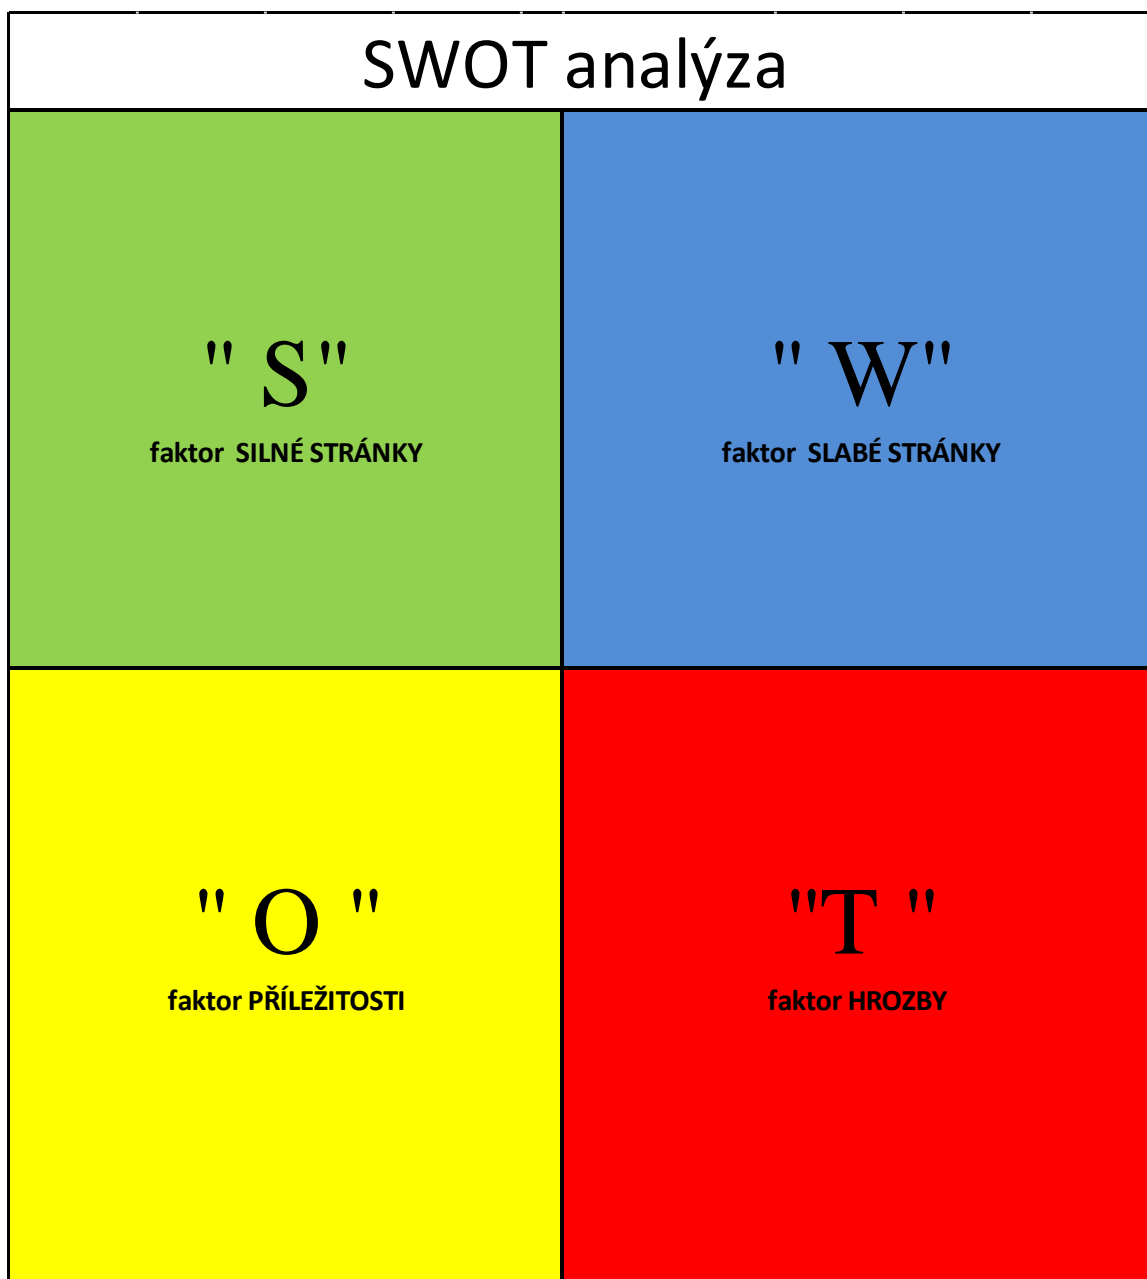 SWOT analýza
" S"
faktor  SILNÉ STRÁNKY
" W"
faktor  SLABÉ STRÁNKY
" O "
faktor PŘÍLEŽITOSTI
"T "
faktor HROZBY